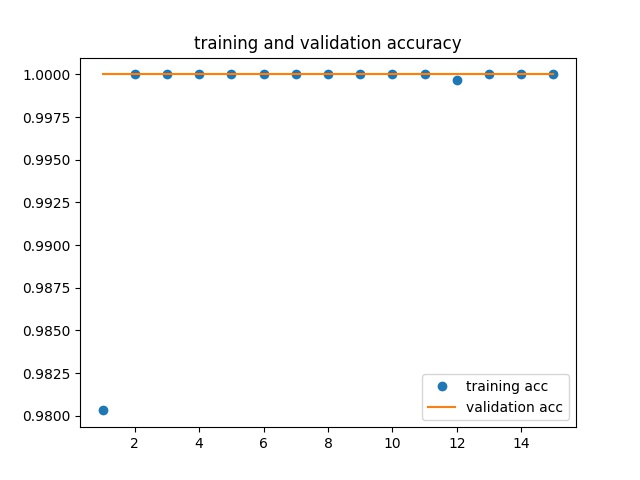 training and validation accuracy
1.0000
0.9975
0.9950
0.9925
0.9900
0.9875
0.9850
0.9825
0.9800
training acc
validation acc
2 4 6 8 10 12 14